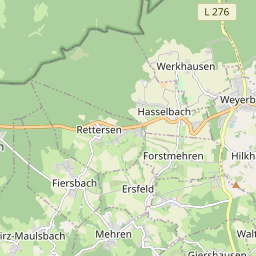 L 276
Werkhausen
Hasselbach
Weyerb
Rettersen
Forstmehren
Hilkh
Fiersbach
Ersfeld
irz-Maulsbach
Mehren
Walt
Giershausen